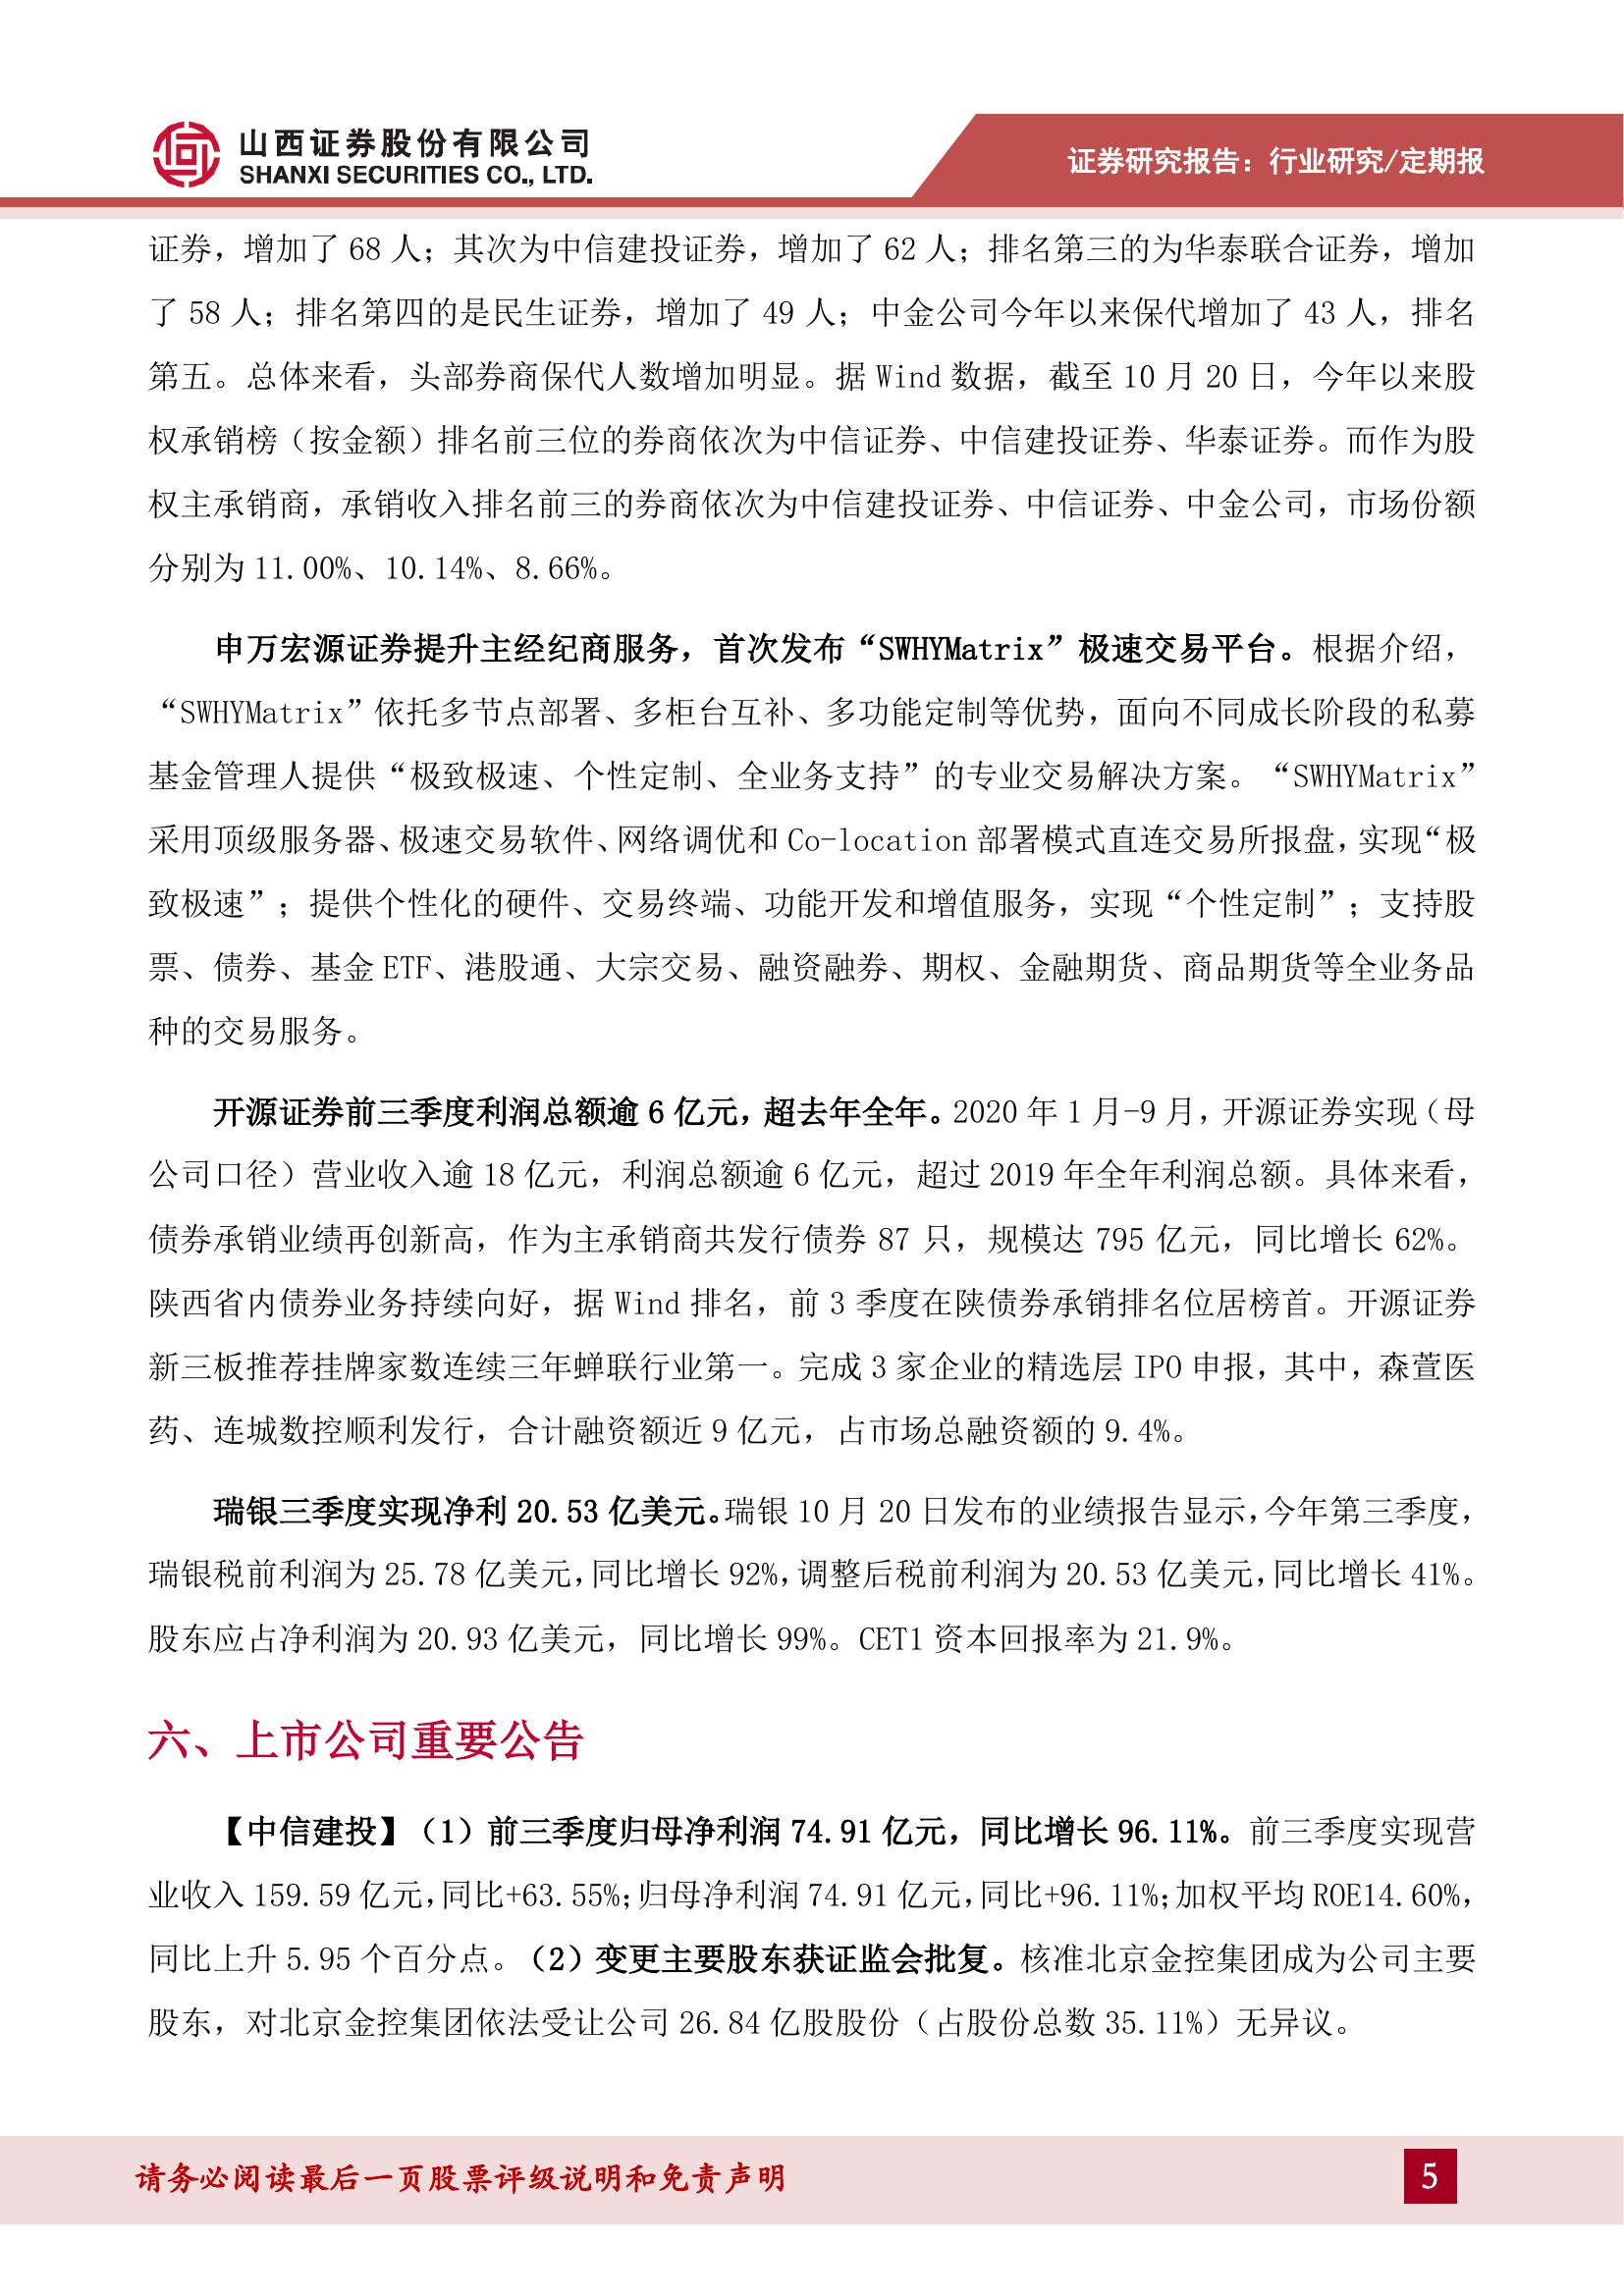 山西证券股份有限公司
SHANXI SECURITIES CO., LTD.
证券研究报告：行业研究/定期报
证券，增加了 68 人；其次为中信建投证券，增加了 62 人；排名第三的为华泰联合证券，增加
了 58 人；排名第四的是民生证券，增加了 49 人；中金公司今年以来保代增加了 43 人，排名
第五。总体来看，头部券商保代人数增加明显。据 Wind 数据，截至 10 月 20 日，今年以来股
权承销榜（按金额）排名前三位的券商依次为中信证券、中信建投证券、华泰证券。而作为股
权主承销商，承销收入排名前三的券商依次为中信建投证券、中信证券、中金公司，市场份额
分别为 11.00%、10.14%、8.66%。
申万宏源证券提升主经纪商服务，首次发布“SWHYMatrix”极速交易平台。根据介绍，
“SWHYMatrix”依托多节点部署、多柜台互补、多功能定制等优势，面向不同成长阶段的私募
基金管理人提供“极致极速、个性定制、全业务支持”的专业交易解决方案。“SWHYMatrix”
采用顶级服务器、极速交易软件、网络调优和 Co-location 部署模式直连交易所报盘，实现“极
致极速”；提供个性化的硬件、交易终端、功能开发和增值服务，实现“个性定制”；支持股
票、债券、基金 ETF、港股通、大宗交易、融资融券、期权、金融期货、商品期货等全业务品
种的交易服务。
开源证券前三季度利润总额逾 6 亿元，超去年全年。2020 年 1 月-9 月，开源证券实现（母
公司口径）营业收入逾 18 亿元，利润总额逾 6 亿元，超过 2019 年全年利润总额。具体来看，
债券承销业绩再创新高，作为主承销商共发行债券 87 只，规模达 795 亿元，同比增长 62%。
陕西省内债券业务持续向好，据 Wind 排名，前 3 季度在陕债券承销排名位居榜首。开源证券
新三板推荐挂牌家数连续三年蝉联行业第一。完成 3 家企业的精选层 IPO 申报，其中，森萱医
药、连城数控顺利发行，合计融资额近 9 亿元，占市场总融资额的 9.4%。
瑞银三季度实现净利 20.53 亿美元。瑞银 10 月 20 日发布的业绩报告显示，今年第三季度，
瑞银税前利润为 25.78 亿美元，同比增长 92%，调整后税前利润为 20.53 亿美元，同比增长 41%。
股东应占净利润为 20.93 亿美元，同比增长 99%。CET1 资本回报率为 21.9%。
六、上市公司重要公告
【中信建投】（1）前三季度归母净利润 74.91 亿元，同比增长 96.11%。前三季度实现营
业收入 159.59 亿元，同比+63.55%；归母净利润 74.91 亿元，同比+96.11%；加权平均 ROE14.60%，
同比上升 5.95 个百分点。（2）变更主要股东获证监会批复。核准北京金控集团成为公司主要
股东，对北京金控集团依法受让公司 26.84 亿股股份（占股份总数 35.11%）无异议。
请务必阅读最后一页股票评级说明和免责声明
5